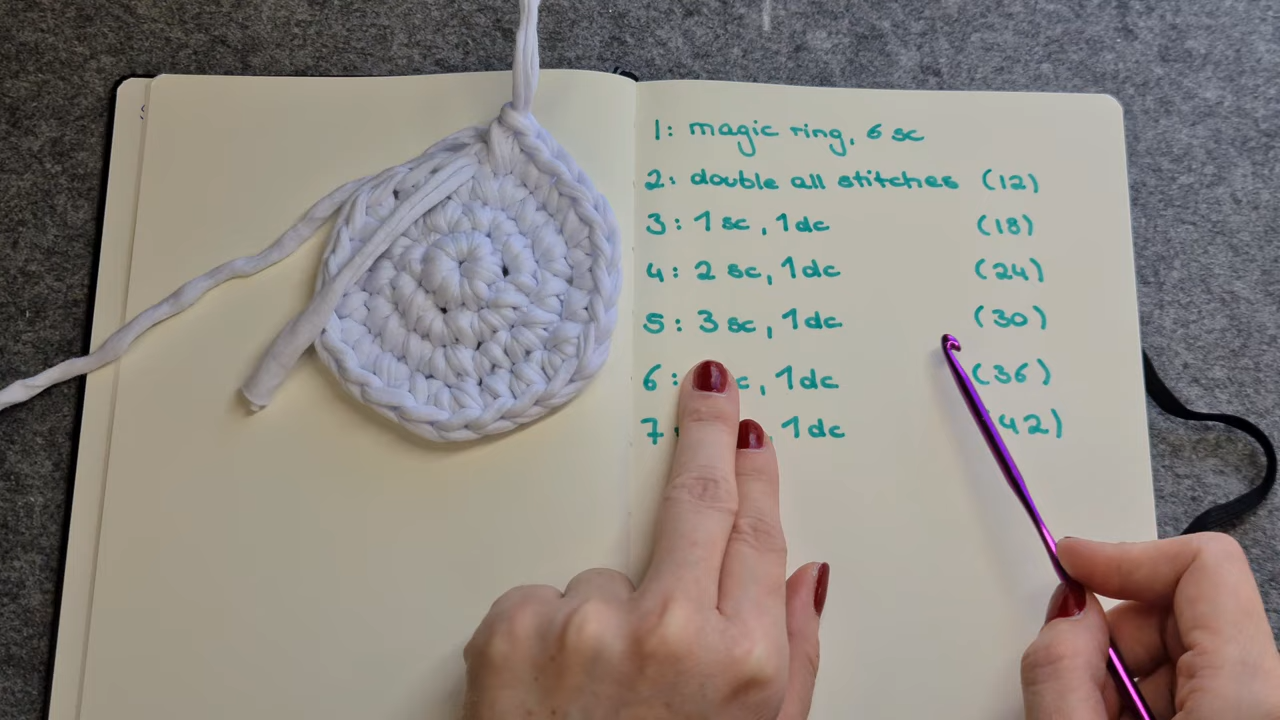 1: magic ring, 6 sc
2: double all stitches (12)
3: 1 sc, 1dc (18)
4: 2 sc, 1dc (24)
5: 3 sc, 1dc (30)
6: c, 1dc (36)
7 , 1dc 42)